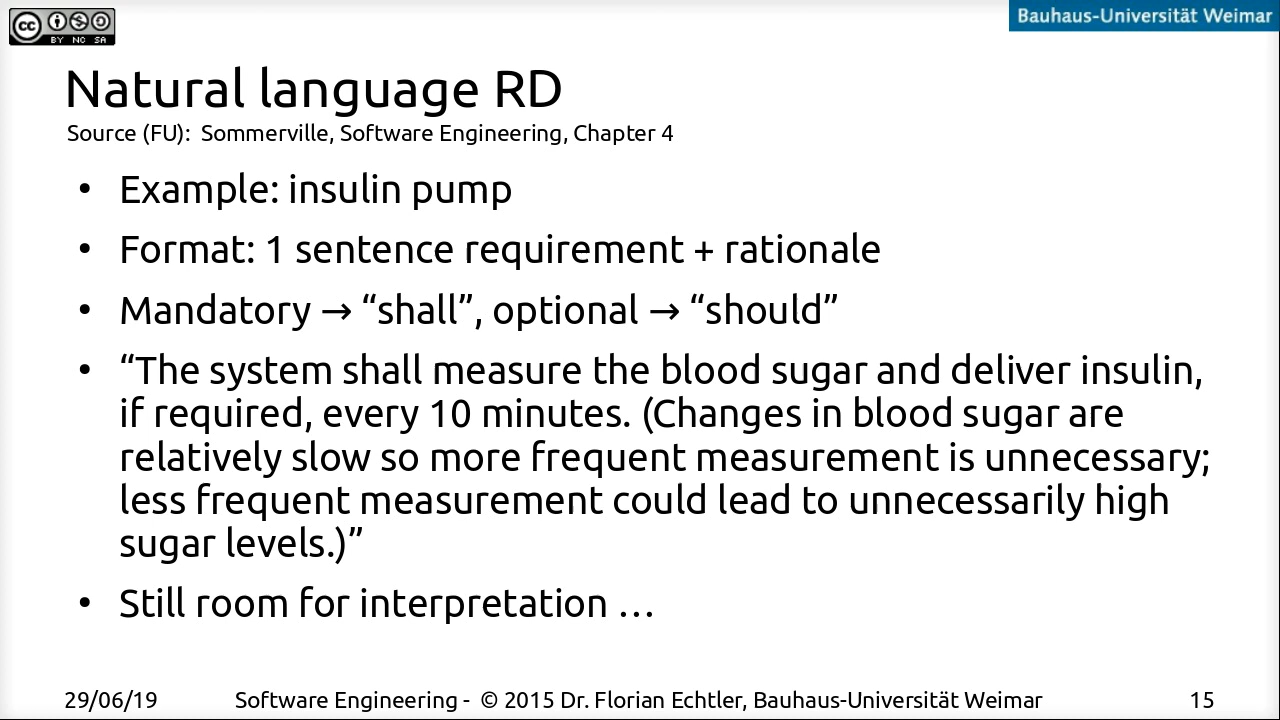 cc
BY NC SA
Bauhaus-Universität Weimar
Natural language RD
Source (FU): Sommerville, Software Engineering, Chapter 4
• Example: insulin pump
• Format: 1 sentence requirement + rationale
• Mandatory → “shall”, optional → “should”
• “The system shall measure the blood sugar and deliver insulin,
if required, every 10 minutes. (Changes in blood sugar are
relatively slow so more frequent measurement is unnecessary;
less frequent measurement could lead to unnecessarily high
sugar levels.)”
• Still room for interpretation …
29/06/19 Software Engineering - © 2015 Dr. Florian Echtler, Bauhaus-Universität Weimar 15